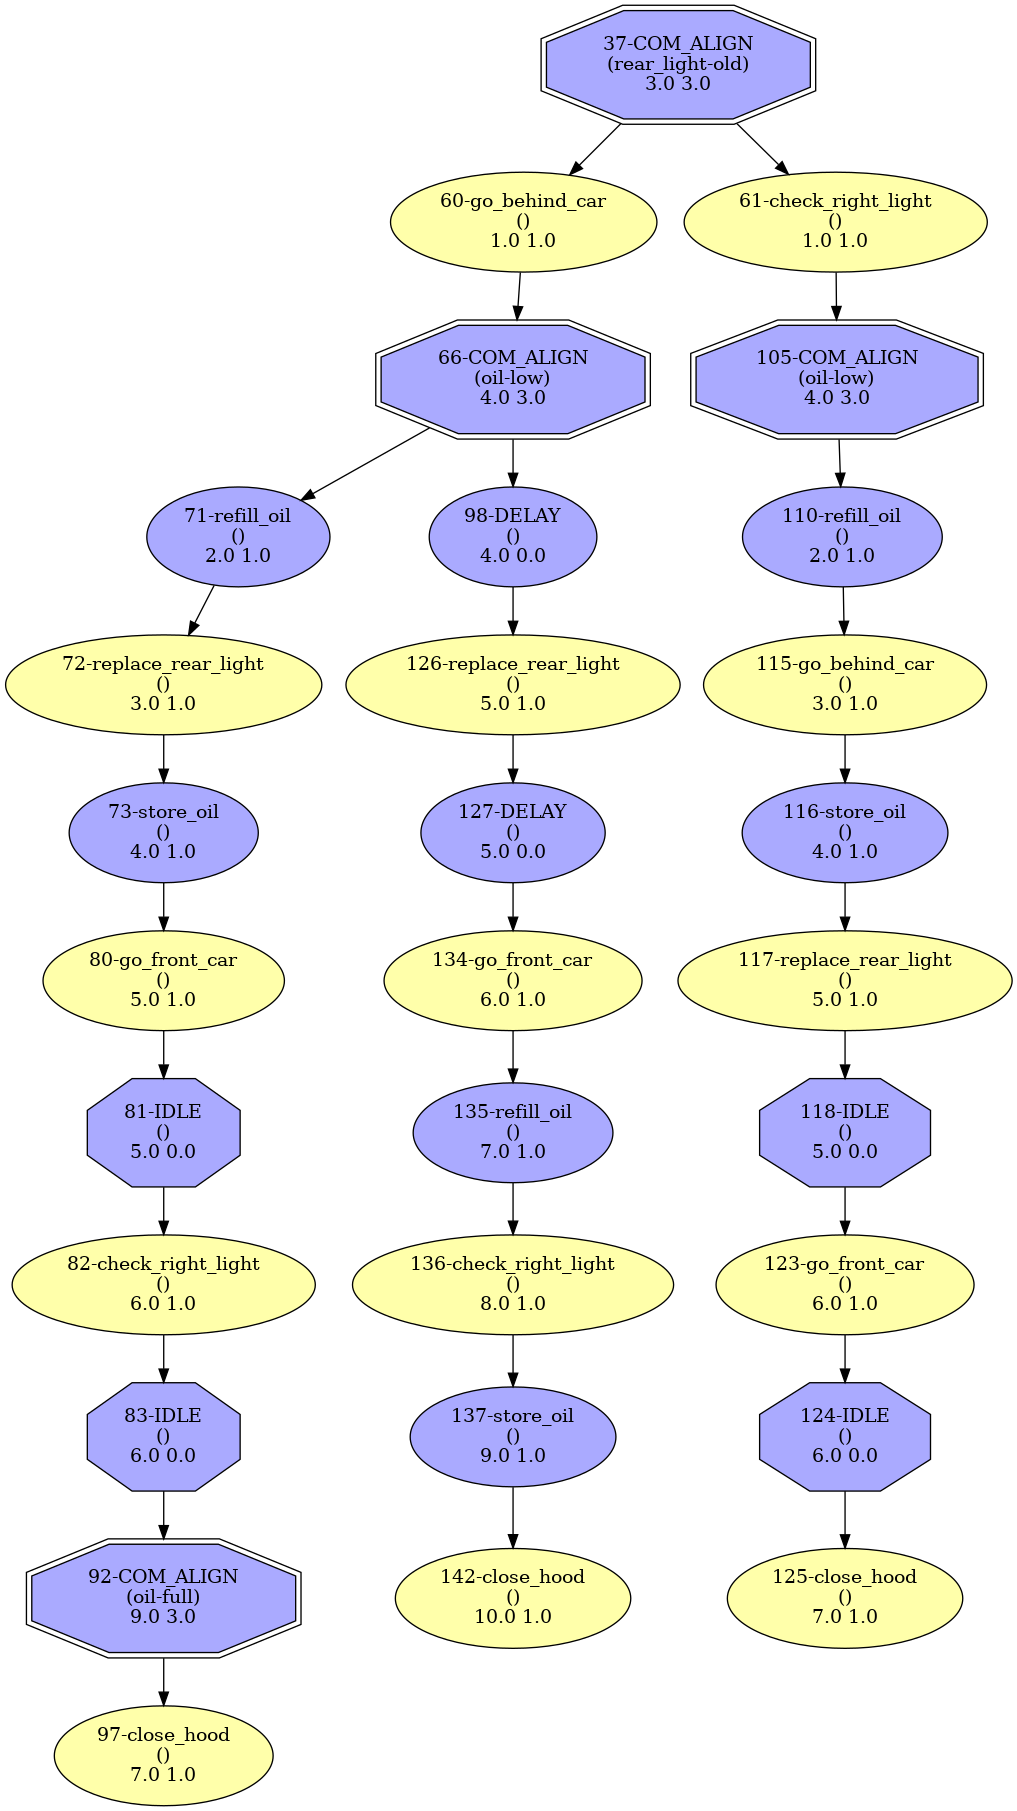 37-COM_ALIGN
(rear_light-old)
3.0 3.0
60-go_behind_car
()
1.0 1.0
61-check_right_light
()
1.0 1.0
66-COM_ALIGN
(oil-low)
4.0 3.0
105-COM_ALIGN
(oil-low)
4.0 3.0
71-refill_oil
()
2.0 1.0
98-DELAY
()
4.0 0.0
110-refill_oil
()
2.0 1.0
72-replace_rear_light
()
3.0 1.0
126-replace_rear_light
()
5.0 1.0
115-go_behind_car
()
3.0 1.0
73-store_oil
()
4.0 1.0
127-DELAY
()
5.0 0.0
116-store_oil
()
4.0 1.0
80-go_front_car
()
5.0 1.0
134-go_front_car
()
6.0 1.0
117-replace_rear_light
()
5.0 1.0
81-IDLE
()
5.0 0.0
135-refill_oil
()
7.0 1.0
118-IDLE
()
5.0 0.0
82-check_right_light
()
6.0 1.0
136-check_right_light
()
8.0 1.0
123-go_front_car
()
6.0 1.0
83-IDLE
()
6.0 0.0
137-store_oil
()
9.0 1.0
124-IDLE
()
6.0 0.0
92-COM_ALIGN
(oil-full)
9.0 3.0
142-close_hood
()
10.0 1.0
125-close_hood
()
7.0 1.0
97-close_hood
()
7.0 1.0